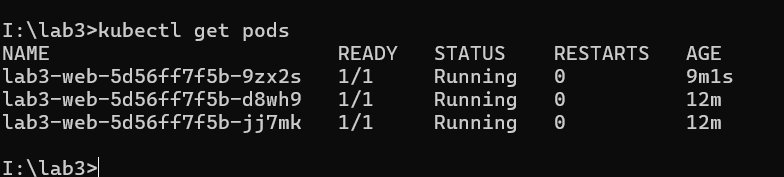 I:\lab3>kubectl get pods
NAME                        READY   STATUS    RESTARTS   AGE
lab3-web-5d56ff7f5b-9zx2s   1/1     Running   0          9m1s
lab3-web-5d56ff7f5b-d8wh9   1/1     Running   0          12m
lab3-web-5d56ff7f5b-jj7mk   1/1     Running   0          12m
I:\lab3>